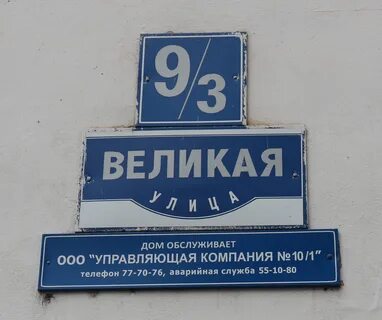 9/3
ВЕЛИКАЯ
УЛИЦА
ДОМ ОБСЛУЖИВАЕТ
ООО "УПРАВЛЯЮЩАЯ КОМПАНИЯ №10/1"
телефон 77-70-76, аварийная служба 55-10-80